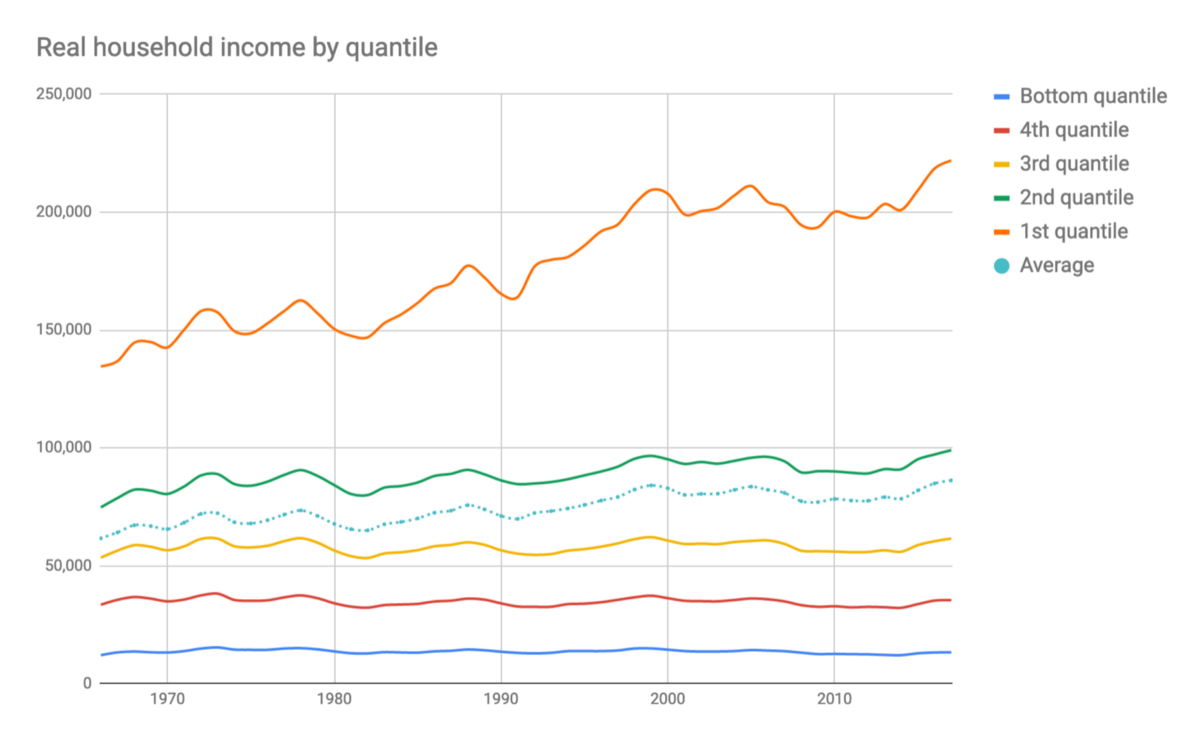 Real household income by quantile
250,000
200,000
150,000
100,000
50,000
0
1970 1980 1990 2000 2010
Bottom quantile
4th quantile
3rd quantile
2nd quantile
1st quantile
Average